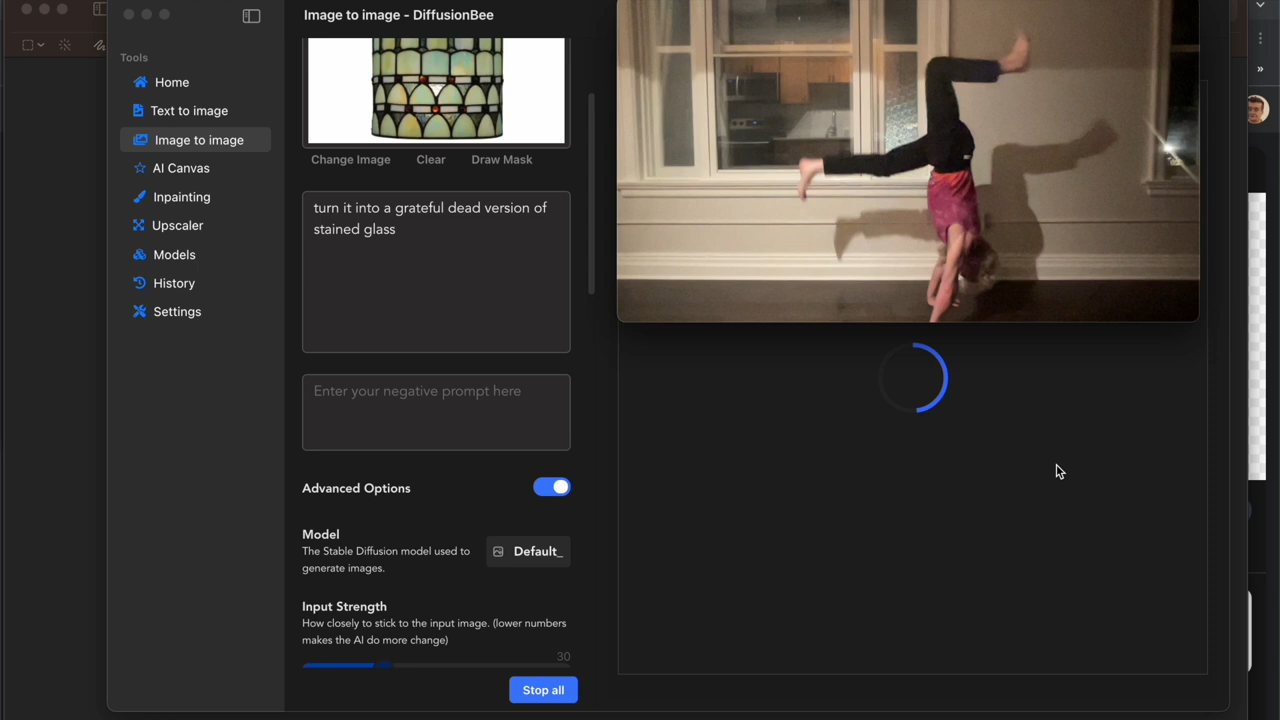 Image to image - DiffusionBee
Tools
Home
Text to image
Image to image
AI Canvas
Inpainting
Upscaler
Models
History
Settings
Change Image
Clear
Draw Mask
turn it into a grateful dead version of
stained glass
Enter your negative prompt here
Advanced Options
Model
The Stable Diffusion model used to
generate images.
Default_
Input Strength
How closely to stick to the input image. (lower numbers
makes the AI do more change)
30
Stop all